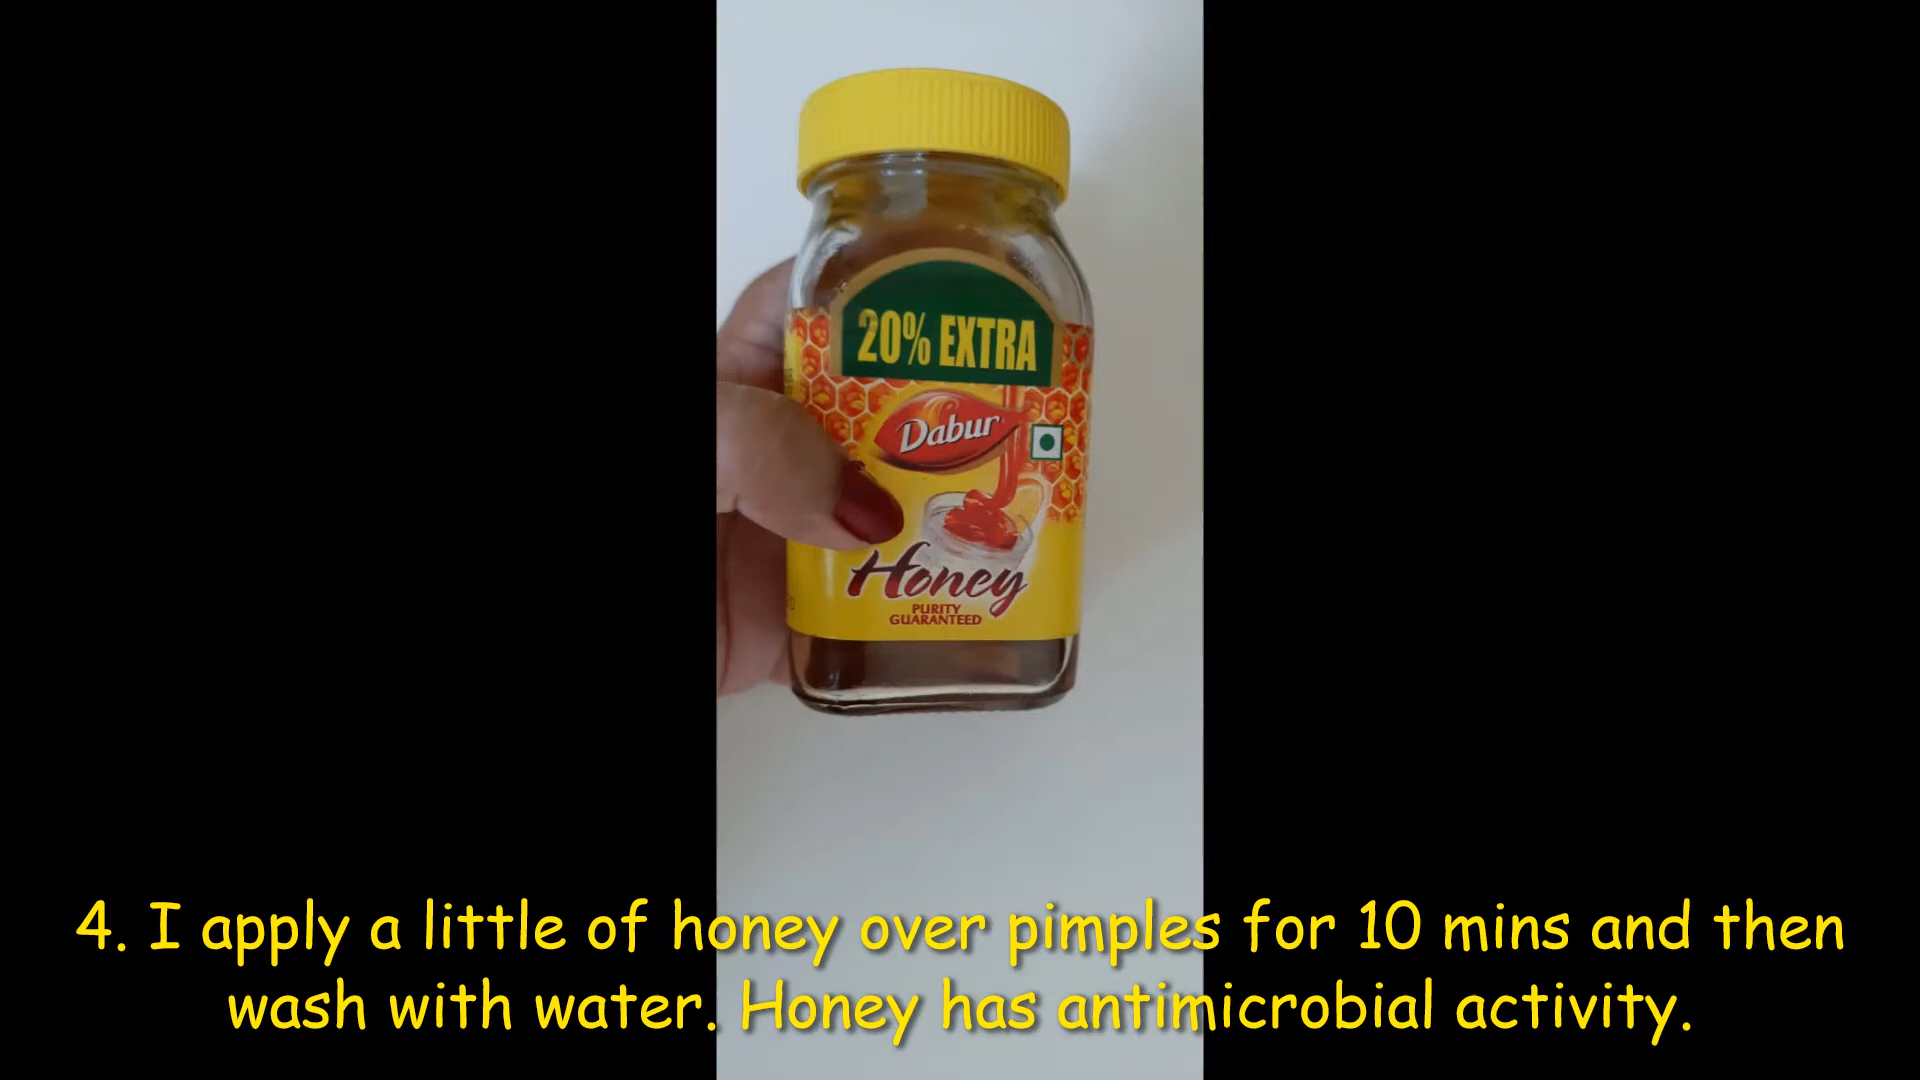 20% EXTRA
Dabur
Honey
PURITY
GUARANTEED
4. I apply a little of honey over pimples for 10 mins and then
wash with water. Honey has antimicrobial activity.